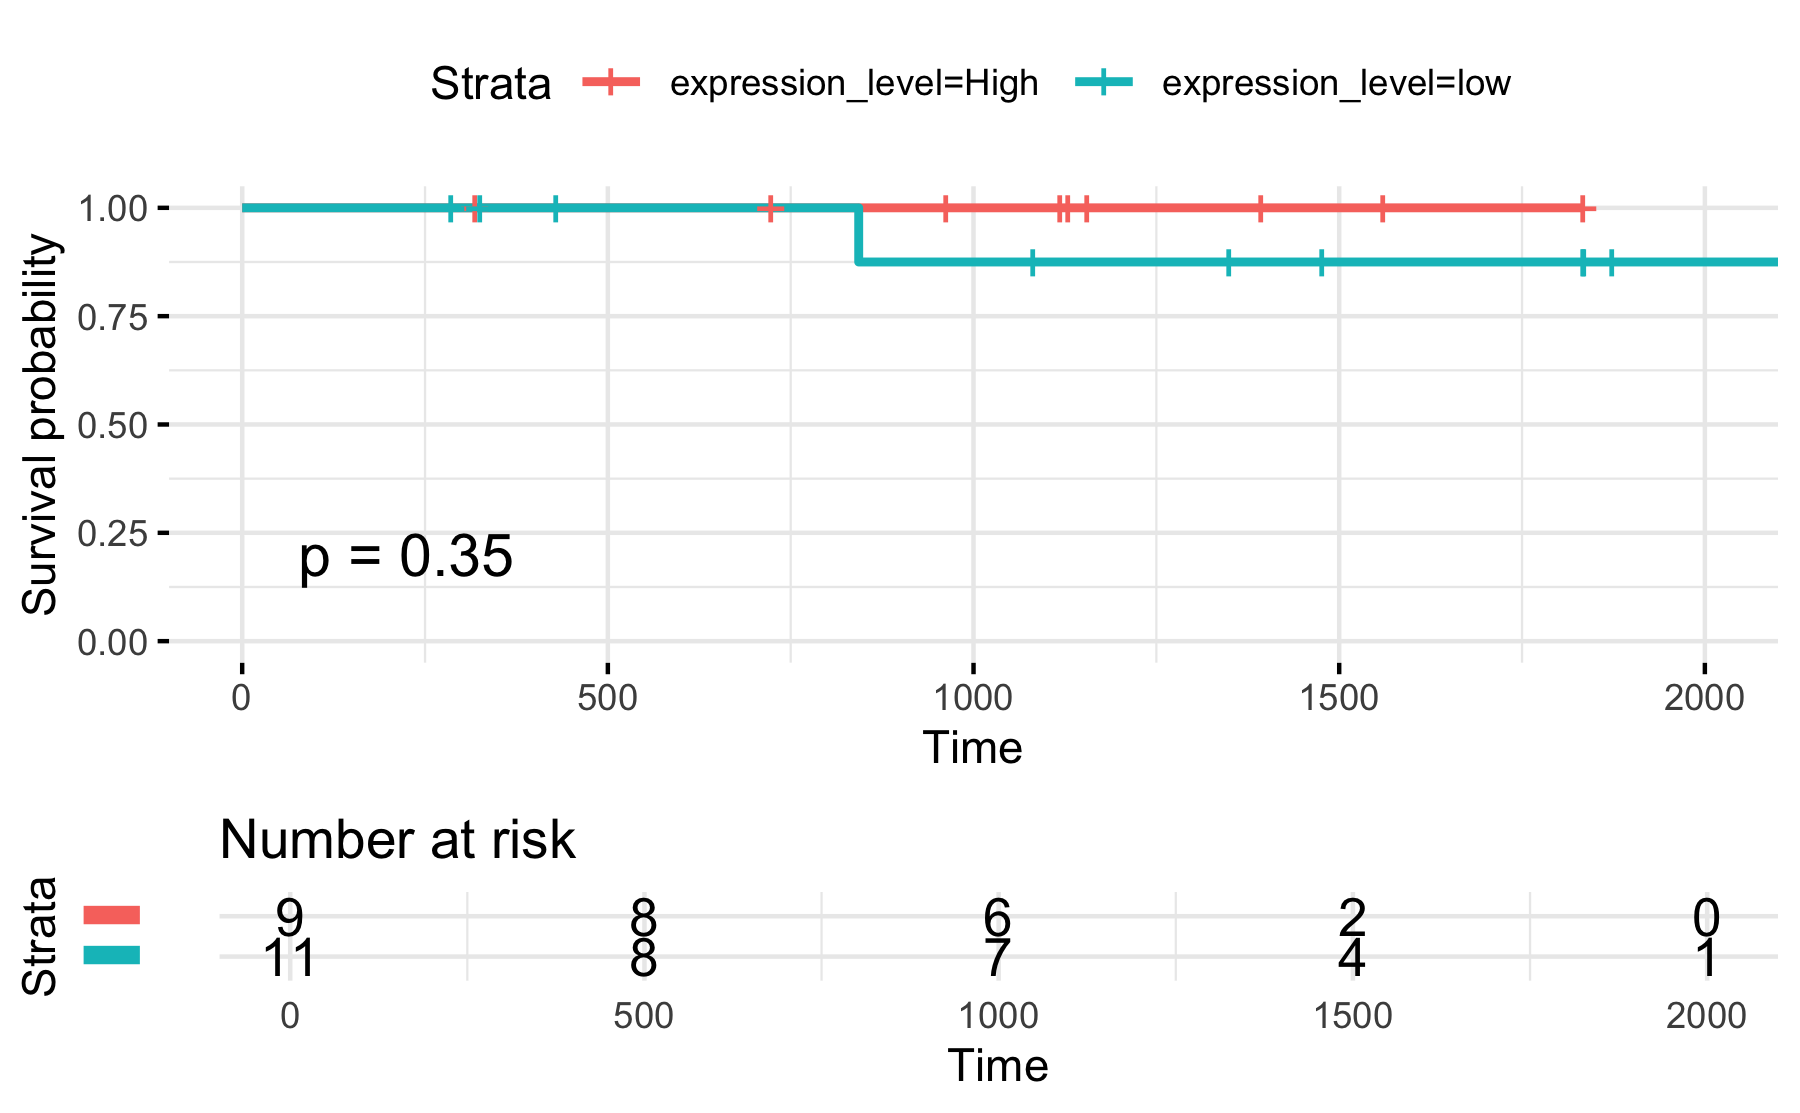 Strata expression_level=High expression_level=low
Survival probability
1.00
0.75
0.50
0.25
0.00
p = 0.35
0 500 1000 1500 2000
Time
Number at risk
Strata
9 8 6 2 0
11 8 7 4 1
0 500 1000 1500 2000
Time